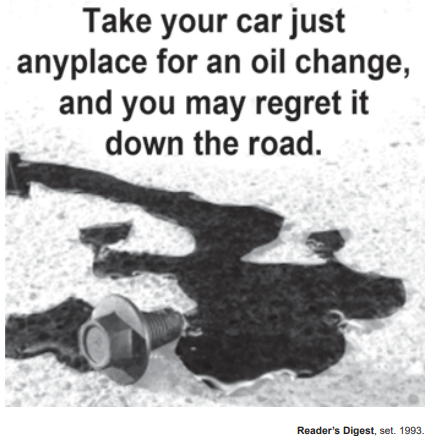 Take your car just
anyplace for an oil change,
and you may regret it
down the road.
Reader's Digest, set. 1993.